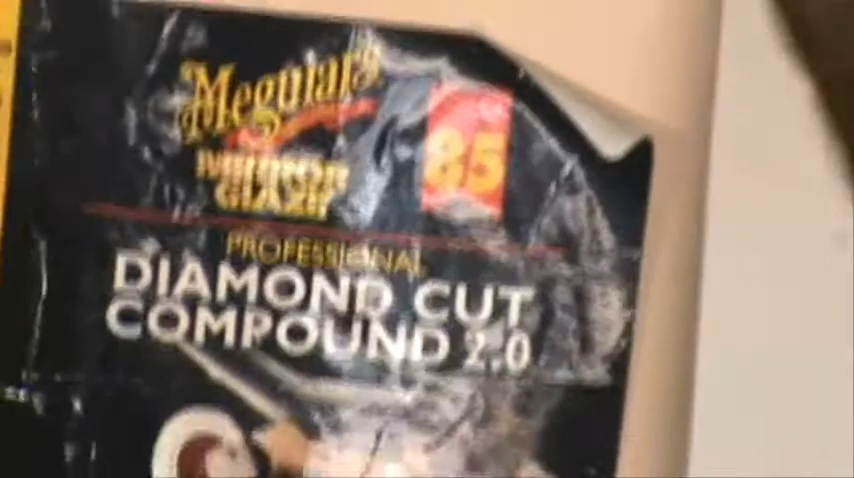 Meguiar's
MIRROR
GLAZE
85
PROFESSIONAL
DIAMOND CUT
COMPOUND 2.0